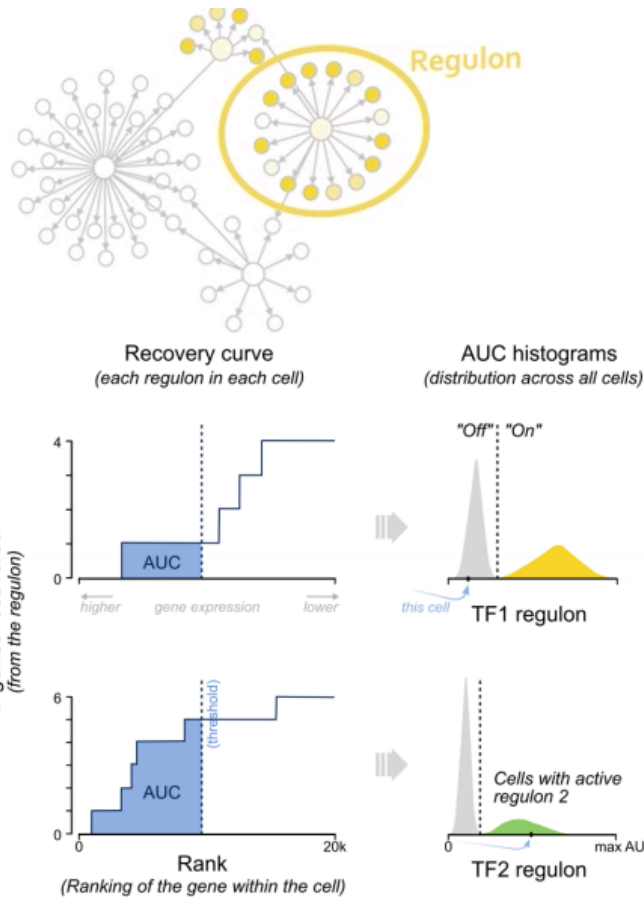 Regulon
Recovery curve
(each regulon in each cell)
AUC histograms
(distribution across all cells)
4
0
AUC
higher
gene expression
lower
"Off"
"On"
this cell
TF1 regulon
(from the regulon)
6
0
AUC
(threshold)
0
20k
Rank
(Ranking of the gene within the cell)
Cells with active
regulon 2
0
max AU
TF2 regulon